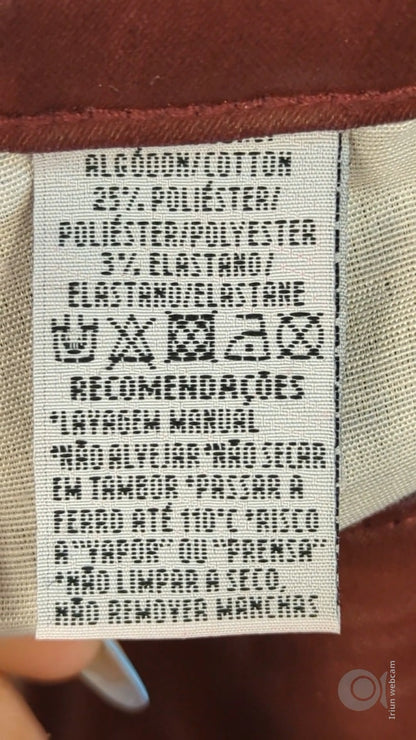 ALGÓDON/COTTON
25% POLIÉSTER/
POLIÉSTER/POLYESTER
3% ELASTANO/
ELASTANO/ELASTANE
RECOMENDAÇÕES
*LAVAGEM MANUAL
*NÃO ALVEJAR *NÃO SECAR
EM TAMBOR *PASSAR A
FERRO ATÉ 110°C *RISCO
A "VAPOR" OU "PRENSA"
*NÃO LIMPAR A SECO,
NÃO REMOVER MANCHAS
Iriun webcam